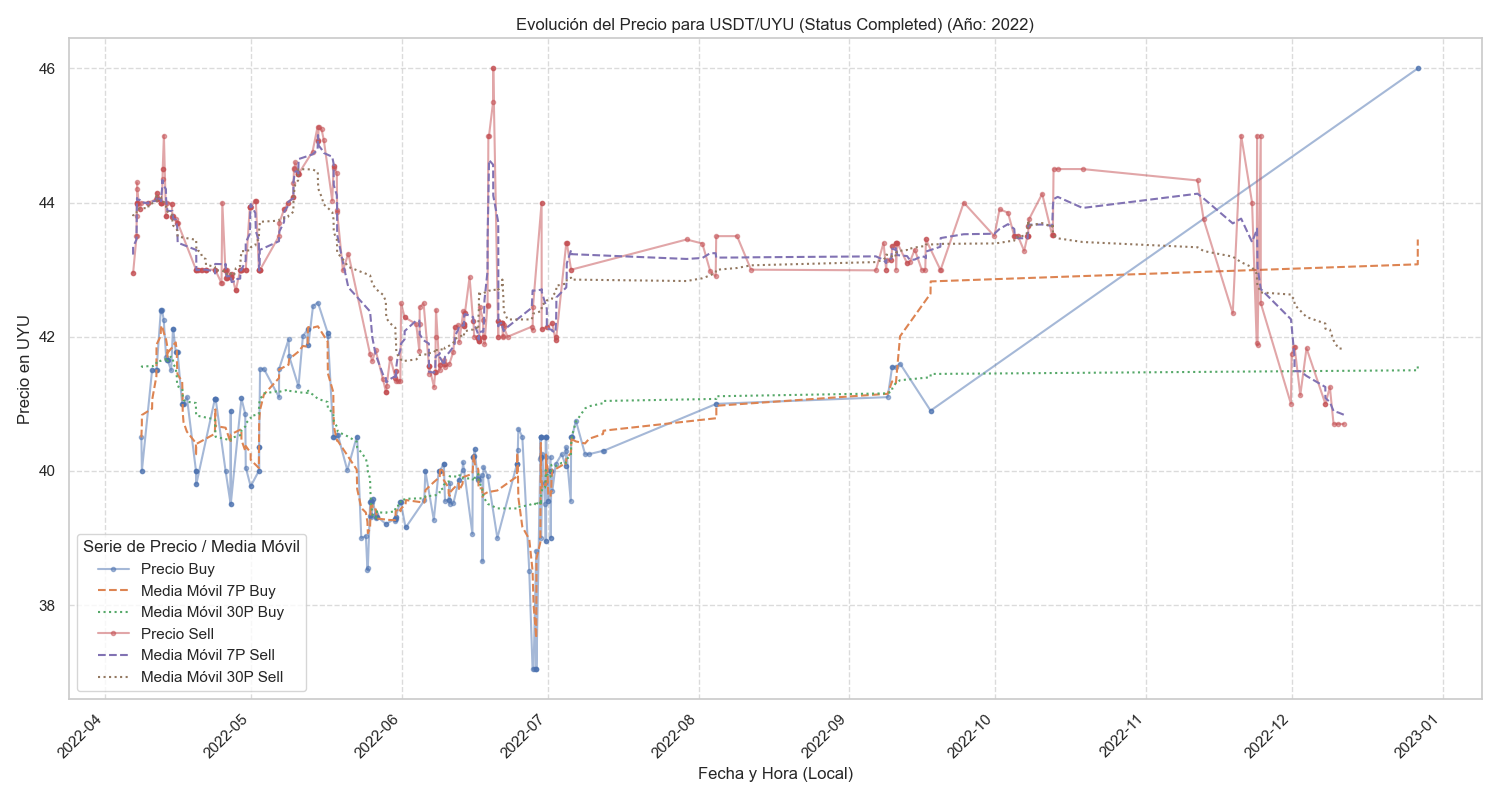 Evolución del Precio para USDT/UYU (Status Completed) (Año: 2022)
Precio en UYU
46
44
42
40
38
Serie de Precio / Media Móvil
Precio Buy
Media Móvil 7P Buy
Media Móvil 30P Buy
Precio Sell
Media Móvil 7P Sell
Media Móvil 30P Sell
2022-04
2022-05
2022-06
2022-07
2022-08
2022-09
2022-10
2022-11
2022-12
2023-01
Fecha y Hora (Local)